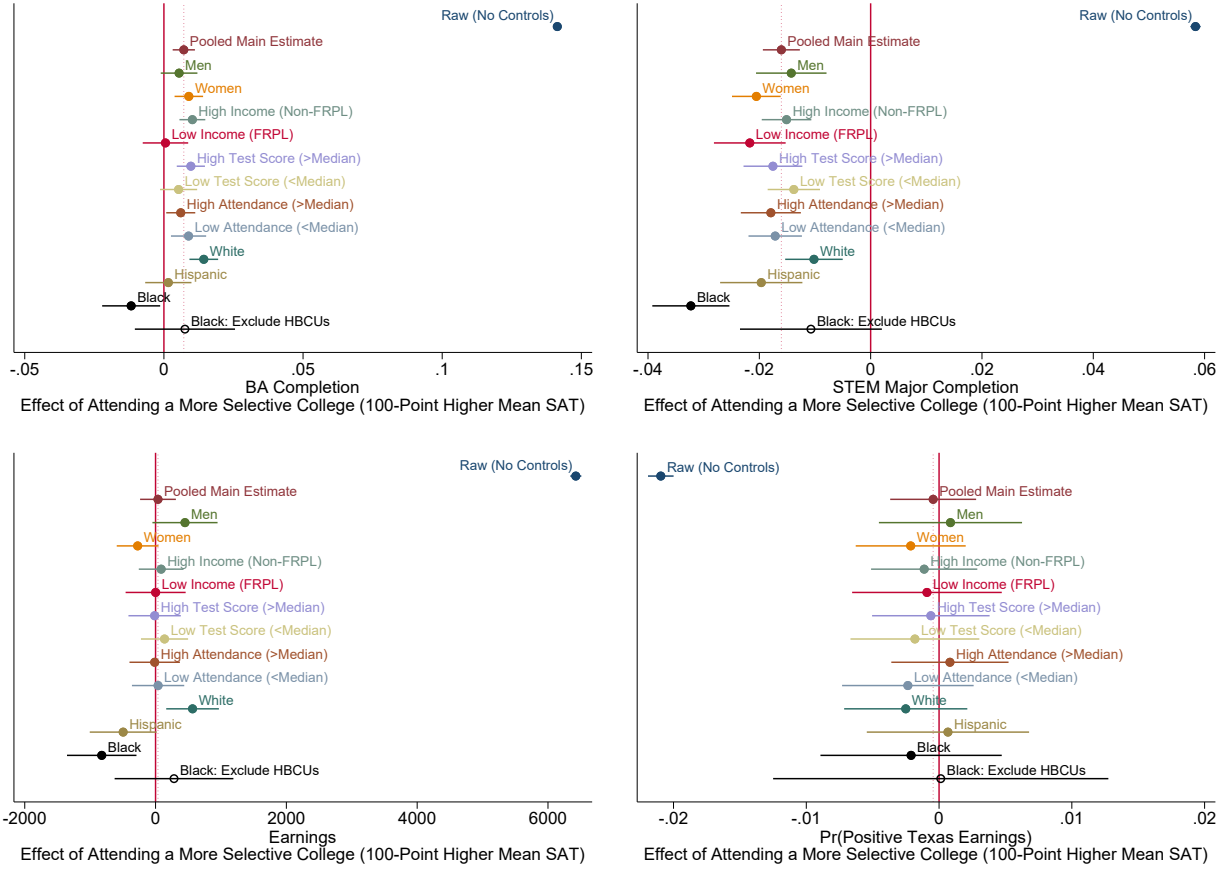 Raw (No Controls)
Pooled Main Estimate
Men
Women
High Income (Non-FRPL)
Low Income (FRPL)
High Test Score (>Median)
Low Test Score (<Median)
High Attendance (>Median)
Low Attendance (<Median)
White
Hispanic
Black
Black: Exclude HBCUs
-.05 0 .05 .1 .15
BA Completion
Effect of Attending a More Selective College (100-Point Higher Mean SAT)
Raw (No Controls)
Pooled Main Estimate
Men
Women
High Income (Non-FRPL)
Low Income (FRPL)
High Test Score (>Median)
Low Test Score (<Median)
High Attendance (>Median)
Low Attendance (<Median)
White
Hispanic
Black
Black: Exclude HBCUs
-.04 -.02 0 .02 .04 .06
STEM Major Completion
Effect of Attending a More Selective College (100-Point Higher Mean SAT)
Raw (No Controls)
Pooled Main Estimate
Men
Women
High Income (Non-FRPL)
Low Income (FRPL)
High Test Score (>Median)
Low Test Score (<Median)
High Attendance (>Median)
Low Attendance (<Median)
White
Hispanic
Black
Black: Exclude HBCUs
-2000 0 2000 4000 6000
Earnings
Effect of Attending a More Selective College (100-Point Higher Mean SAT)
Raw (No Controls)
Pooled Main Estimate
Men
Women
High Income (Non-FRPL)
Low Income (FRPL)
High Test Score (>Median)
Low Test Score (<Median)
High Attendance (>Median)
Low Attendance (<Median)
White
Hispanic
Black
Black: Exclude HBCUs
-.02 -.01 0 .01 .02
Pr(Positive Texas Earnings)
Effect of Attending a More Selective College (100-Point Higher Mean SAT)